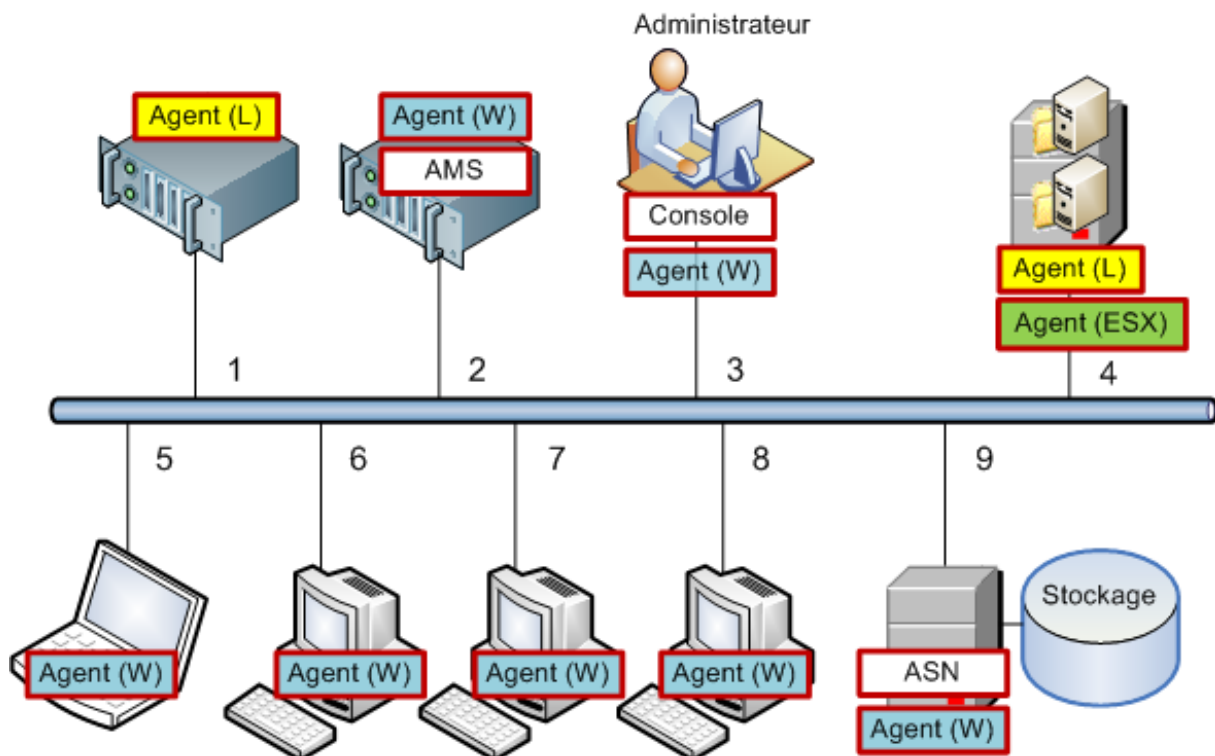 Administrateur
Agent (L)
Agent (W)
AMS
Console
Agent (W)
Agent (L)
Agent (ESX)
1
2
3
4
5
6
7
8
9
Agent (W)
Agent (W)
Agent (W)
Agent (W)
ASN
Agent (W)
Stockage